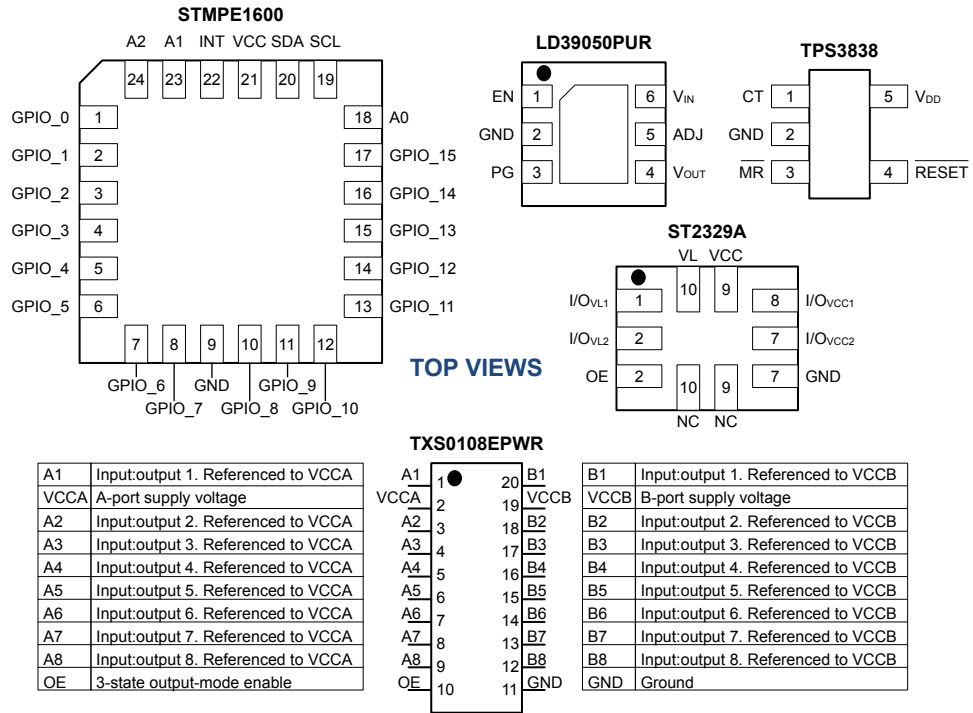 STMPE1600
A2 A1 INT VCC SDA SCL
24 23 22 21 20 19
GPIO_0 1 18 A0
GPIO_1 2 17 GPIO_15
GPIO_2 3 16 GPIO_14
GPIO_3 4 15 GPIO_13
GPIO_4 5 14 GPIO_12
GPIO_5 6 13 GPIO_11
7 8 9 10 11 12
GPIO_6 GND GPIO_9
GPIO_7 GPIO_8 GPIO_10
LD39050PUR
EN 1 6 VIN
GND 2 5 ADJ
PG 3 4 VOUT
TPS3838
CT 1 5 VDD
GND 2
MR 3 4 RESET
ST2329A
VL VCC
10 9
I/OVL1 1 8 I/OVCC1
I/OVL2 2 7 I/OVCC2
OE 2 7 GND
10 9
NC NC
TOP VIEWS
TXS0108EPWR
A1 Input:output 1. Referenced to VCCA A1 1 20 B1 B1 Input:output 1. Referenced to VCCB
VCCA A-port supply voltage VCCA 2 19 VCCB VCCB B-port supply voltage
A2 Input:output 2. Referenced to VCCA A2 3 18 B2 B2 Input:output 2. Referenced to VCCB
A3 Input:output 3. Referenced to VCCA A3 4 17 B3 B3 Input:output 3. Referenced to VCCB
A4 Input:output 4. Referenced to VCCA A4 5 16 B4 B4 Input:output 4. Referenced to VCCB
A5 Input:output 5. Referenced to VCCA A5 6 15 B5 B5 Input:output 5. Referenced to VCCB
A6 Input:output 6. Referenced to VCCA A6 7 14 B6 B6 Input:output 6. Referenced to VCCB
A7 Input:output 7. Referenced to VCCA A7 8 13 B7 B7 Input:output 7. Referenced to VCCB
A8 Input:output 8. Referenced to VCCA A8 9 12 B8 B8 Input:output 8. Referenced to VCCB
OE 3-state output-mode enable OE 10 11 GND GND Ground